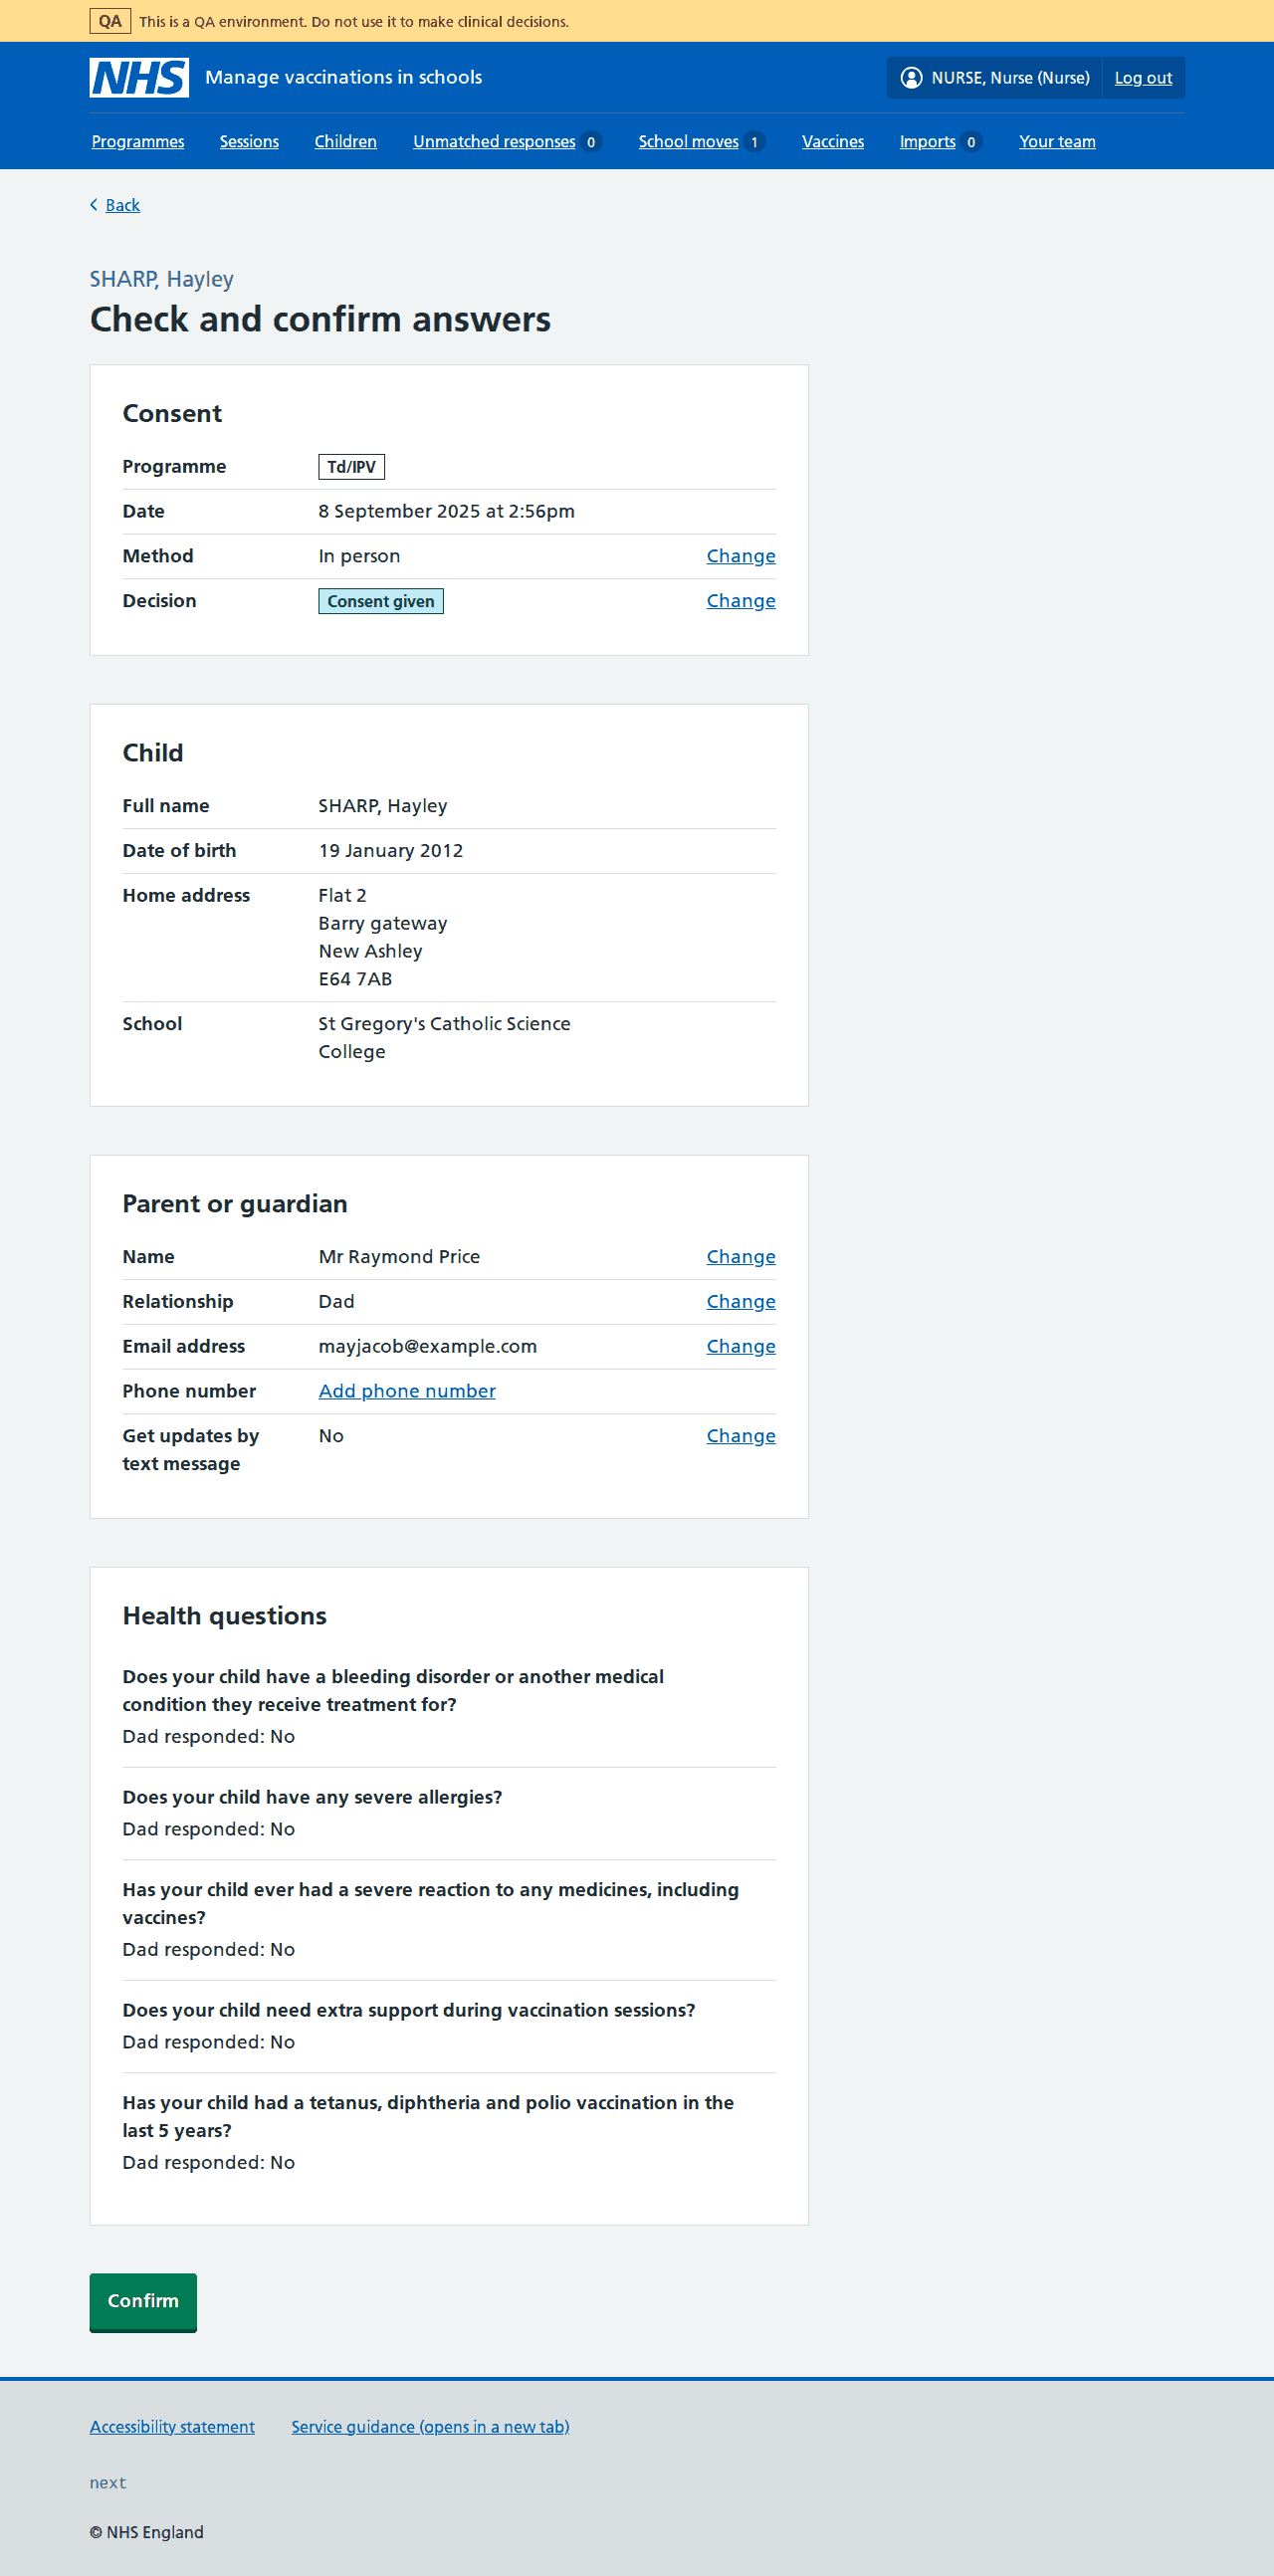 QA This is a QA environment. Do not use it to make clinical decisions.
NHS Manage vaccinations in schools NURSE, Nurse (Nurse) Log out
Programmes Sessions Children Unmatched responses 0 School moves 1 Vaccines Imports 0 Your team
Back
SHARP, Hayley
Check and confirm answers
Consent
Programme Td/IPV
Date 8 September 2025 at 2:56pm
Method In person Change
Decision Consent given Change
Child
Full name SHARP, Hayley
Date of birth 19 January 2012
Home address Flat 2
Barry gateway
New Ashley
E64 7AB
School St Gregory's Catholic Science
College
Parent or guardian
Name Mr Raymond Price Change
Relationship Dad Change
Email address mayjacob@example.com Change
Phone number Add phone number
Get updates by No Change
text message
Health questions
Does your child have a bleeding disorder or another medical
condition they receive treatment for?
Dad responded: No
Does your child have any severe allergies?
Dad responded: No
Has your child ever had a severe reaction to any medicines, including
vaccines?
Dad responded: No
Does your child need extra support during vaccination sessions?
Dad responded: No
Has your child had a tetanus, diphtheria and polio vaccination in the
last 5 years?
Dad responded: No
Confirm
Accessibility statement Service guidance (opens in a new tab)
next
© NHS England